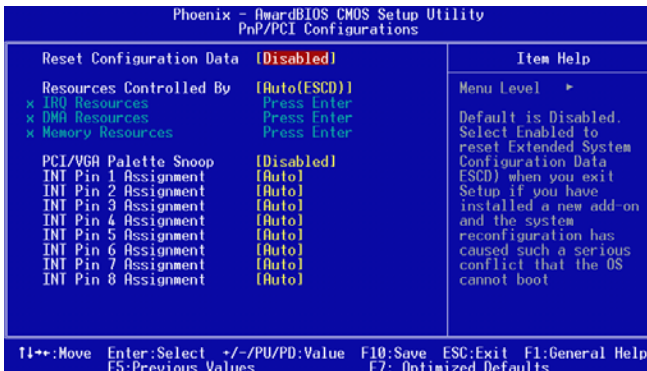 Phoenix - AwardBIOS CMOS Setup Utility
PnP/PCI Configurations
Reset Configuration Data [Disabled]
Resources Controlled By [Auto(ESCD)]
x IRQ Resources Press Enter
x DMA Resources Press Enter
x Memory Resources Press Enter
PCI/VGA Palette Snoop [Disabled]
INT Pin 1 Assignment [Auto]
INT Pin 2 Assignment [Auto]
INT Pin 3 Assignment [Auto]
INT Pin 4 Assignment [Auto]
INT Pin 5 Assignment [Auto]
INT Pin 6 Assignment [Auto]
INT Pin 7 Assignment [Auto]
INT Pin 8 Assignment [Auto]
Item Help
Menu Level ►
Default is Disabled.
Select Enabled to
reset Extended System
Configuration Data
ESCD) when you exit
Setup if you have
installed a new add-on
and the system
reconfiguration has
caused such a serious
conflict that the OS
cannot boot
↑↓→←:Move Enter:Select +/-/PU/PD:Value F10:Save ESC:Exit F1:General Help
F5:Previous Values F7: Optimized Defaults